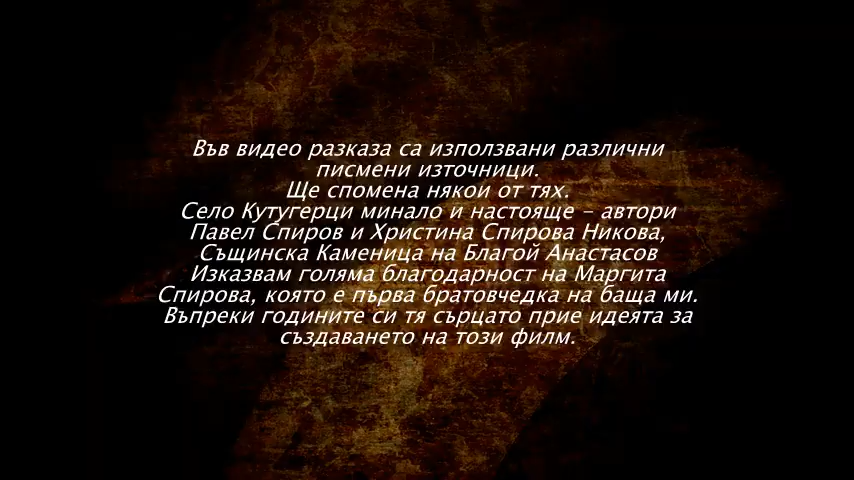 Във видео разказа са използвани различни
писмени източници.
Ще спомена някои от тях.
Село Кутугерци минало и настояще – автори
Павел Спиров и Христина Спирова Никова,
Същинска Каменица на Благой Анастасов
Изказвам голяма благодарност на Маргита
Спирова, която е първа братовчедка на баща ми.
Въпреки годините си тя сърцато прие идеята за
създаването на този филм.